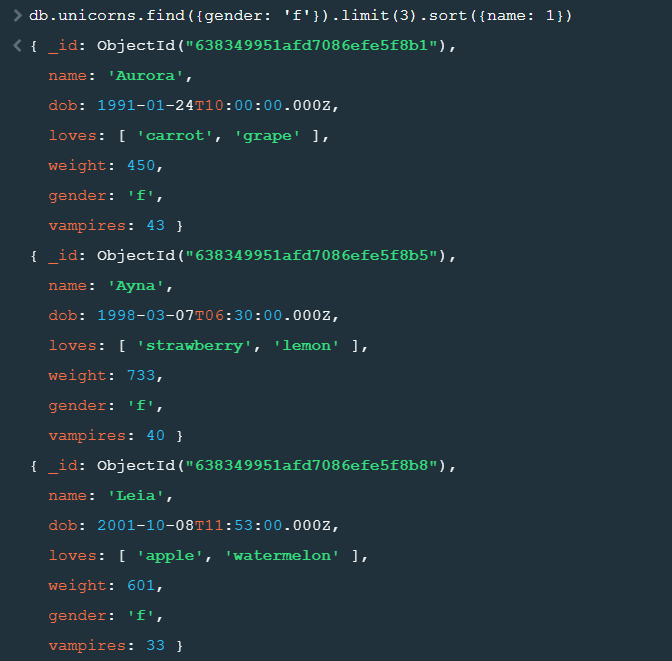 > db.unicorns.find({gender: 'f'}).limit(3).sort({name: 1})
< { _id: ObjectId("638349951afd7086efe5f8b1"),
name: 'Aurora',
dob: 1991-01-24T10:00:00.000Z,
loves: [ 'carrot', 'grape' ],
weight: 450,
gender: 'f',
vampires: 43 }
{ _id: ObjectId("638349951afd7086efe5f8b5"),
name: 'Ayna',
dob: 1998-03-07T06:30:00.000Z,
loves: [ 'strawberry', 'lemon' ],
weight: 733,
gender: 'f',
vampires: 40 }
{ _id: ObjectId("638349951afd7086efe5f8b8"),
name: 'Leia',
dob: 2001-10-08T11:53:00.000Z,
loves: [ 'apple', 'watermelon' ],
weight: 601,
gender: 'f',
vampires: 33 }